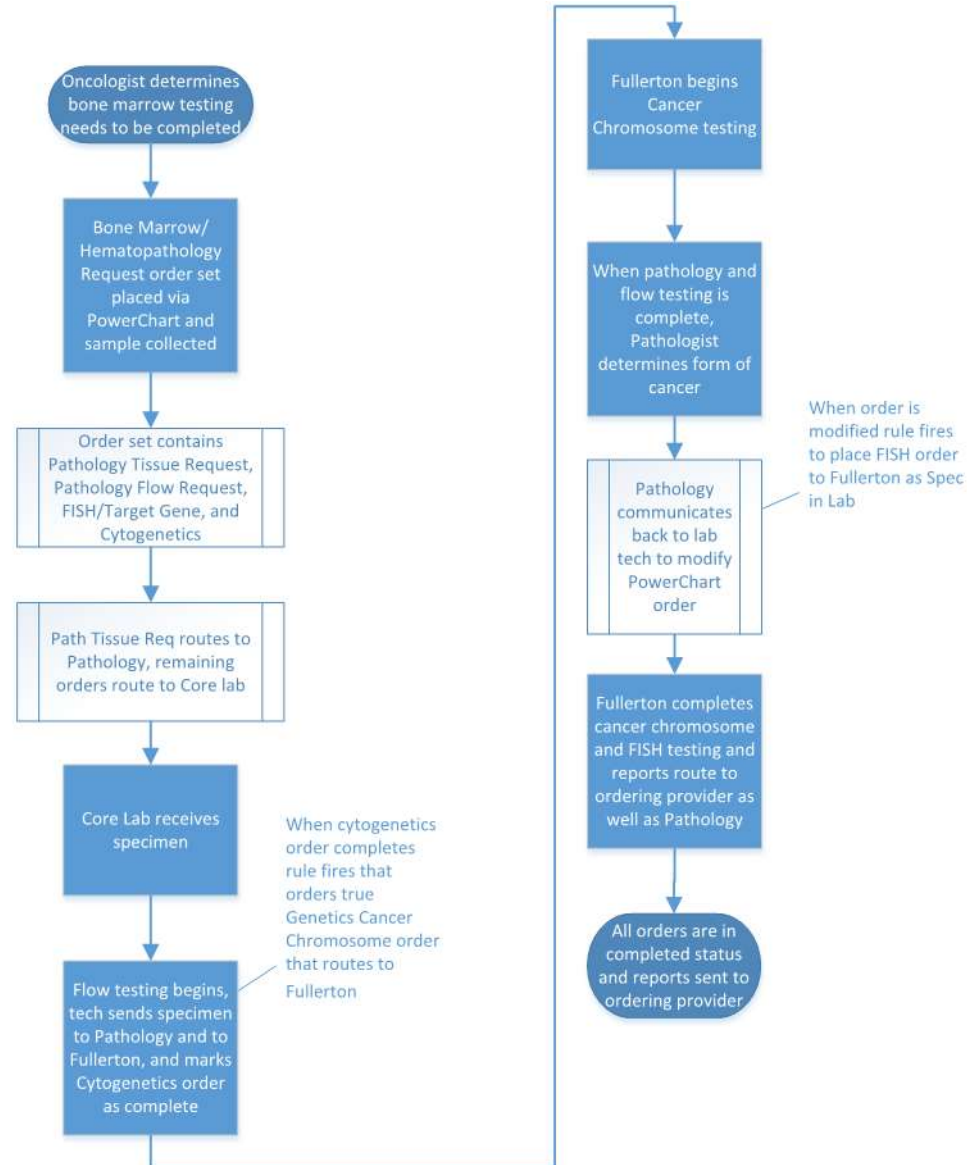 Oncologist determines
bone marrow testing
needs to be completed
Bone Marrow/
Hematopathology
Request order set
placed via
PowerChart and
sample collected
Order set contains
Pathology Tissue Request,
Pathology Flow Request,
FISH/Target Gene, and
Cytogenetics
Path Tissue Req routes to
Pathology, remaining
orders route to Core lab
Core Lab receives
specimen
When cytogenetics
order completes
rule fires that
orders true
Genetics Cancer
Chromosome order
that routes to
Fullerton
Flow testing begins,
tech sends specimen
to Pathology and to
Fullerton, and marks
Cytogenetics order
as complete
Fullerton begins
Cancer
Chromosome testing
When pathology and
flow testing is
complete,
Pathologist
determines form of
cancer
When order is
modified rule fires
to place FISH order
to Fullerton as Spec
in Lab
Pathology
communicates
back to lab
tech to modify
PowerChart
order
Fullerton completes
cancer chromosome
and FISH testing and
reports route to
ordering provider as
well as Pathology
All orders are in
completed status
and reports sent to
ordering provider